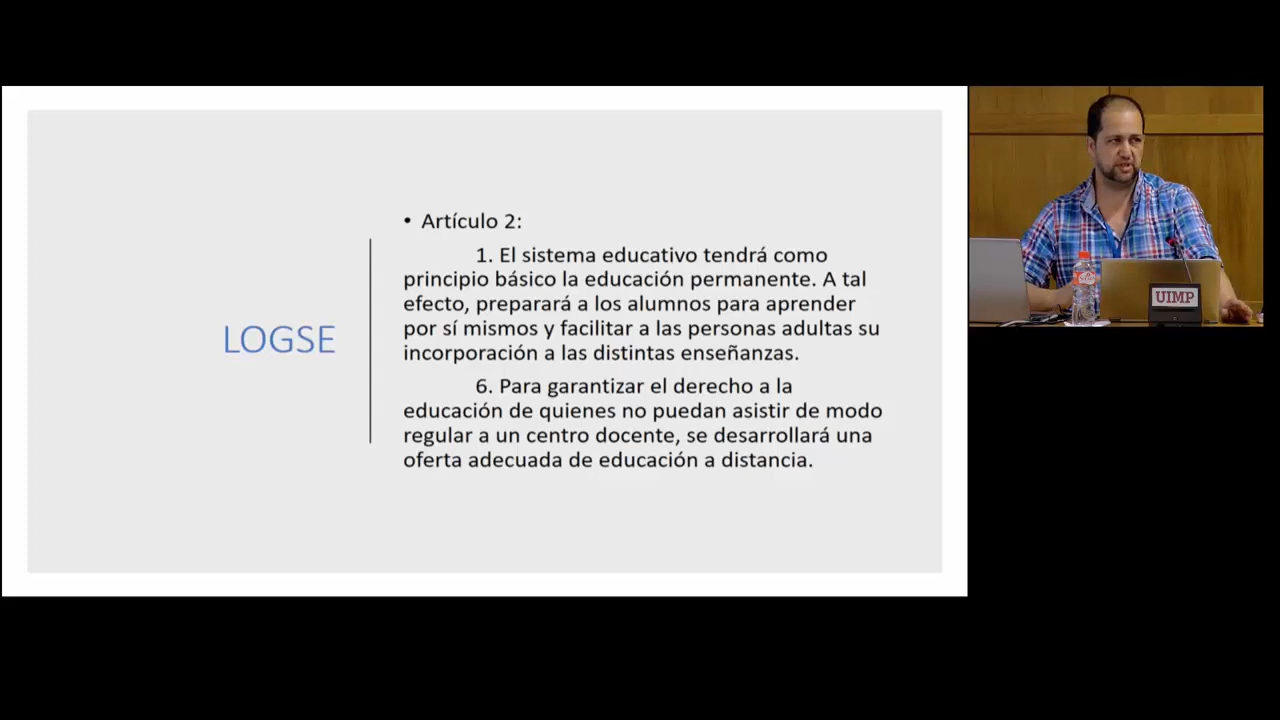 LOGSE
• Artículo 2:
1. El sistema educativo tendrá como
principio básico la educación permanente. A tal
efecto, preparará a los alumnos para aprender
por sí mismos y facilitar a las personas adultas su
incorporación a las distintas enseñanzas.
6. Para garantizar el derecho a la
educación de quienes no puedan asistir de modo
regular a un centro docente, se desarrollará una
oferta adecuada de educación a distancia.
UIMP